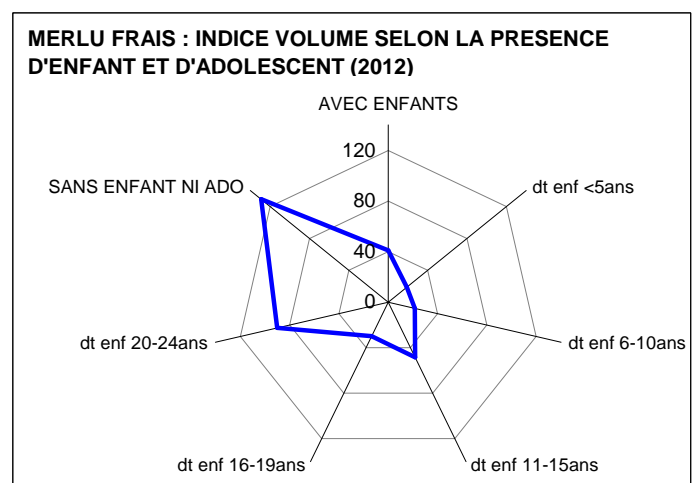 MERLU FRAIS : INDICE VOLUME SELON LA PRESENCE
D'ENFANT ET D'ADOLESCENT (2012)
AVEC ENFANTS
120
SANS ENFANT NI ADO
dt enf <5ans
80
40
0
dt enf 20-24ans
dt enf 6-10ans
dt enf 16-19ans
dt enf 11-15ans